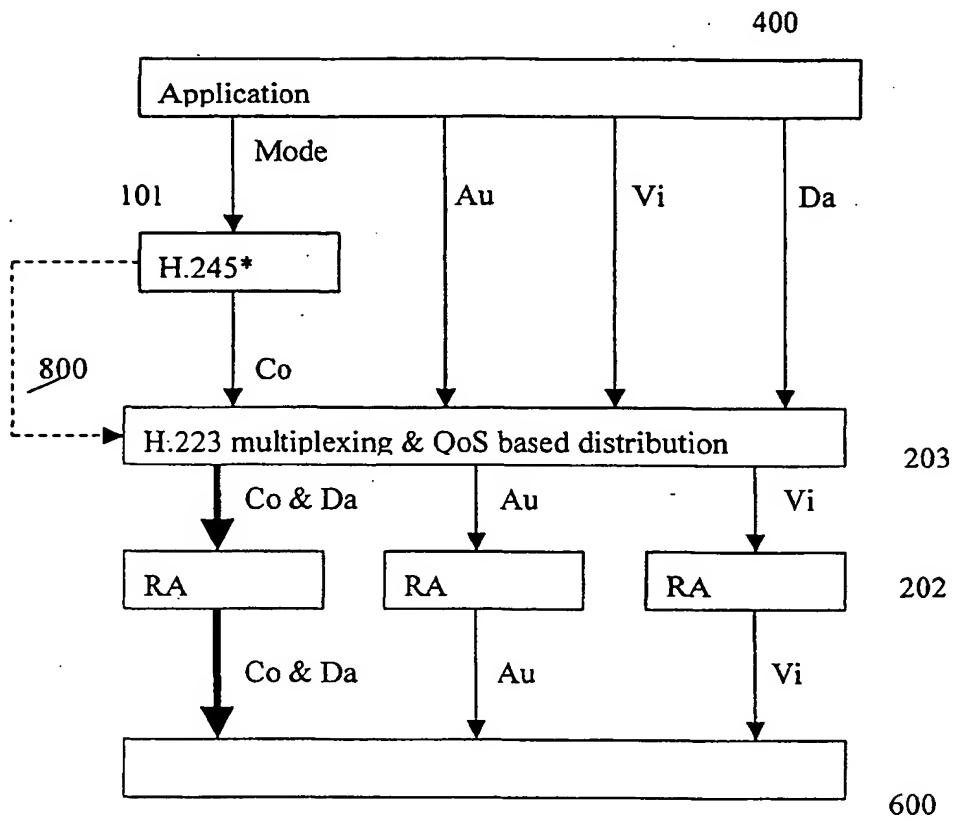 400
Application
Mode
101
Au
Vi
Da
H.245*
800
Co
H.223 multiplexing & QoS based distribution
203
Co & Da
Au
Vi
RA
RA
RA
202
Co & Da
Au
Vi
600